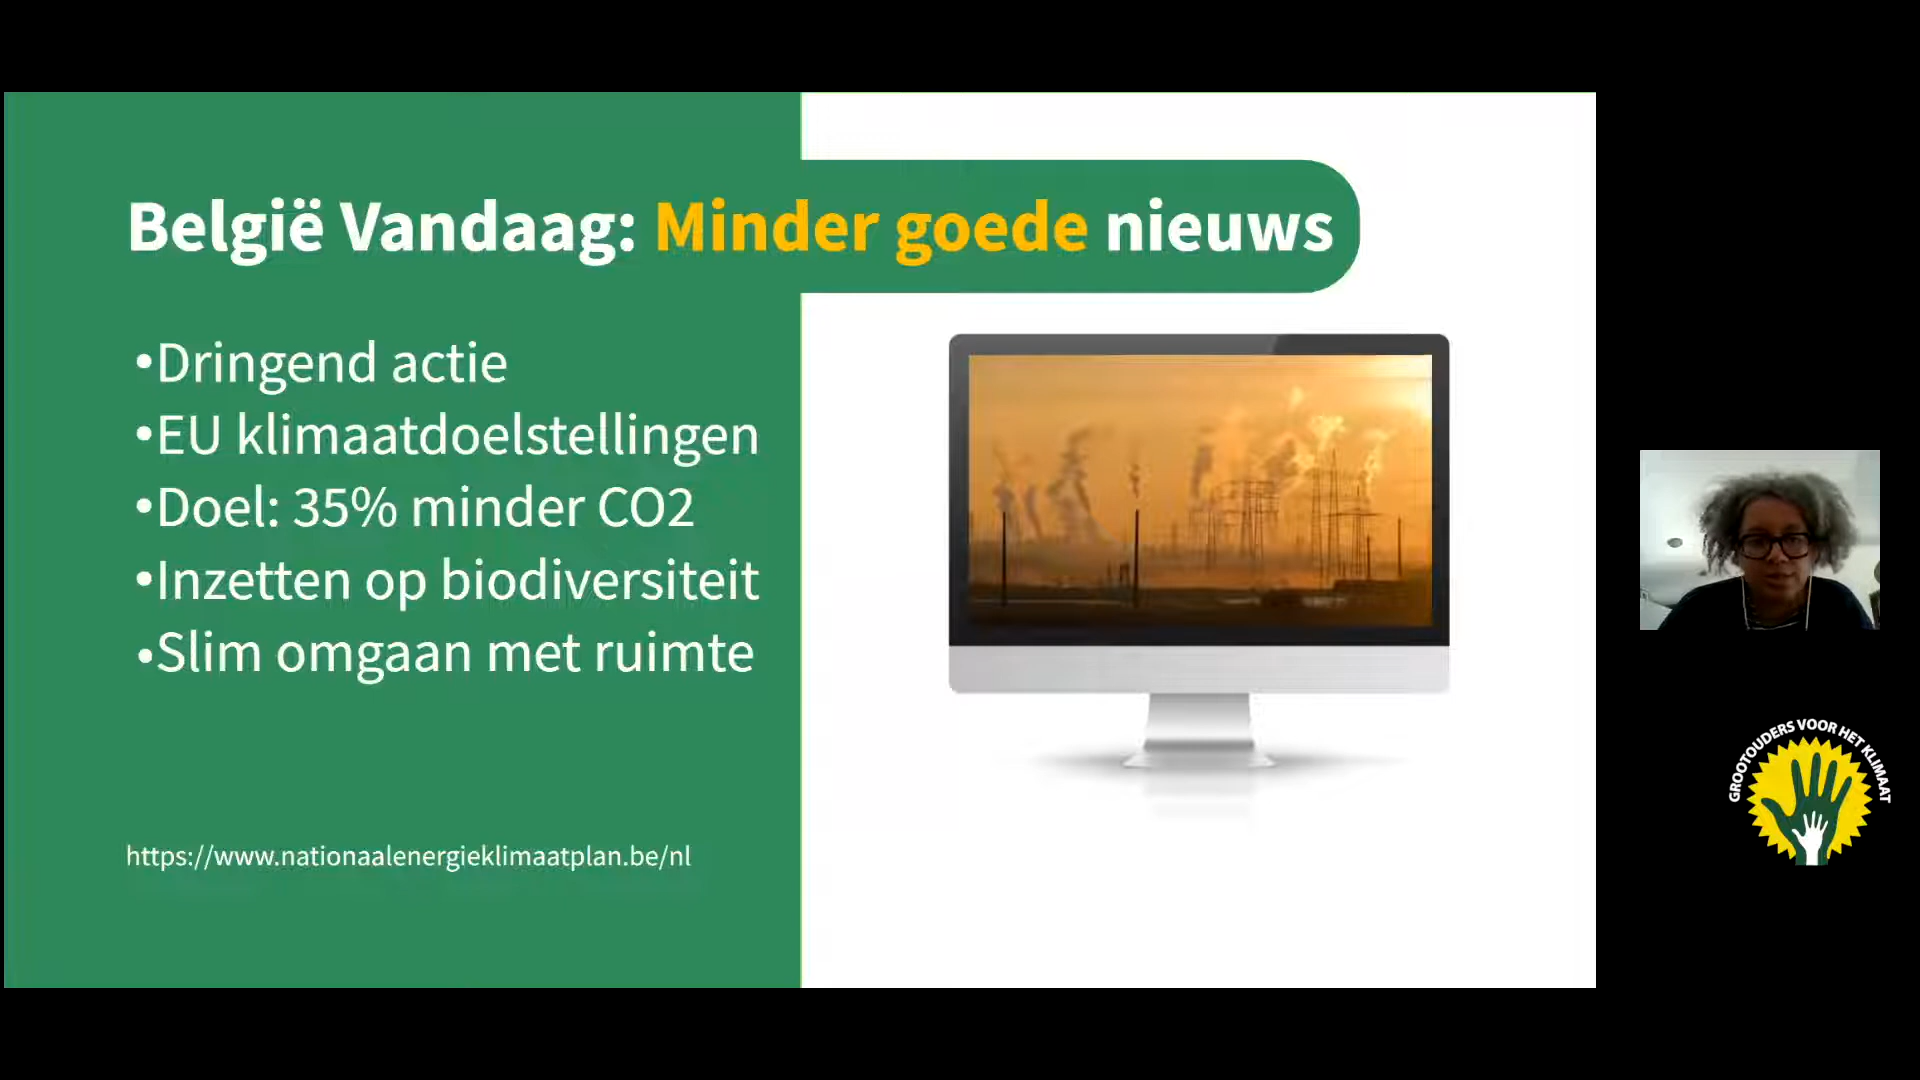 België Vandaag: Minder goede nieuws
•Dringend actie
•EU klimaatdoelstellingen
•Doel: 35% minder CO2
•Inzetten op biodiversiteit
•Slim omgaan met ruimte
https://www.nationaalenergieklimaatplan.be/nl
GROOTOUDERS VOOR HET KLIMAAT